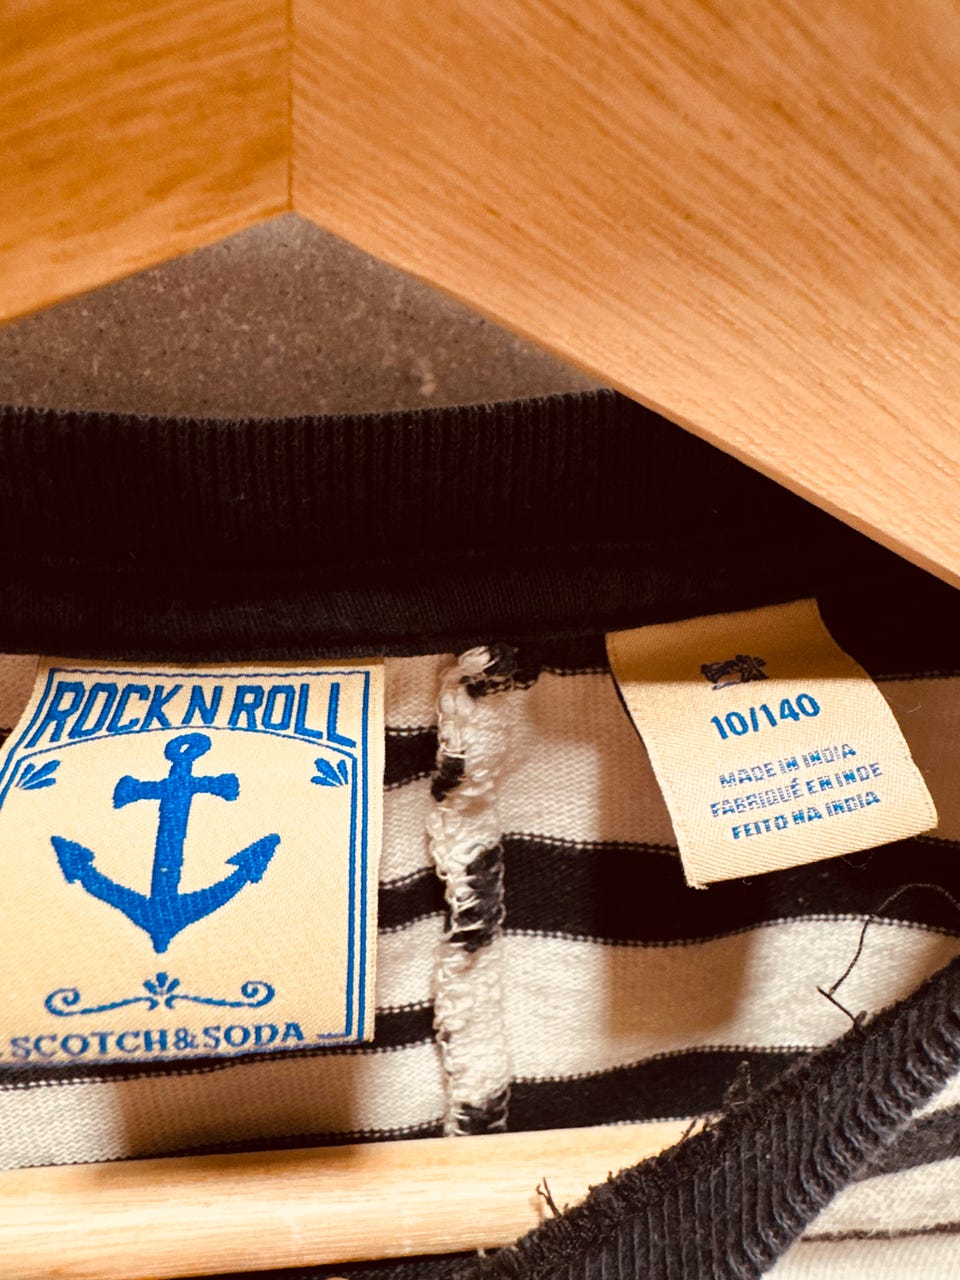 ROCK N ROLL
SCOTCH & SODA
10/140
MADE IN INDIA
FABRIQUÉ EN INDE
FEITO NA ÍNDIA